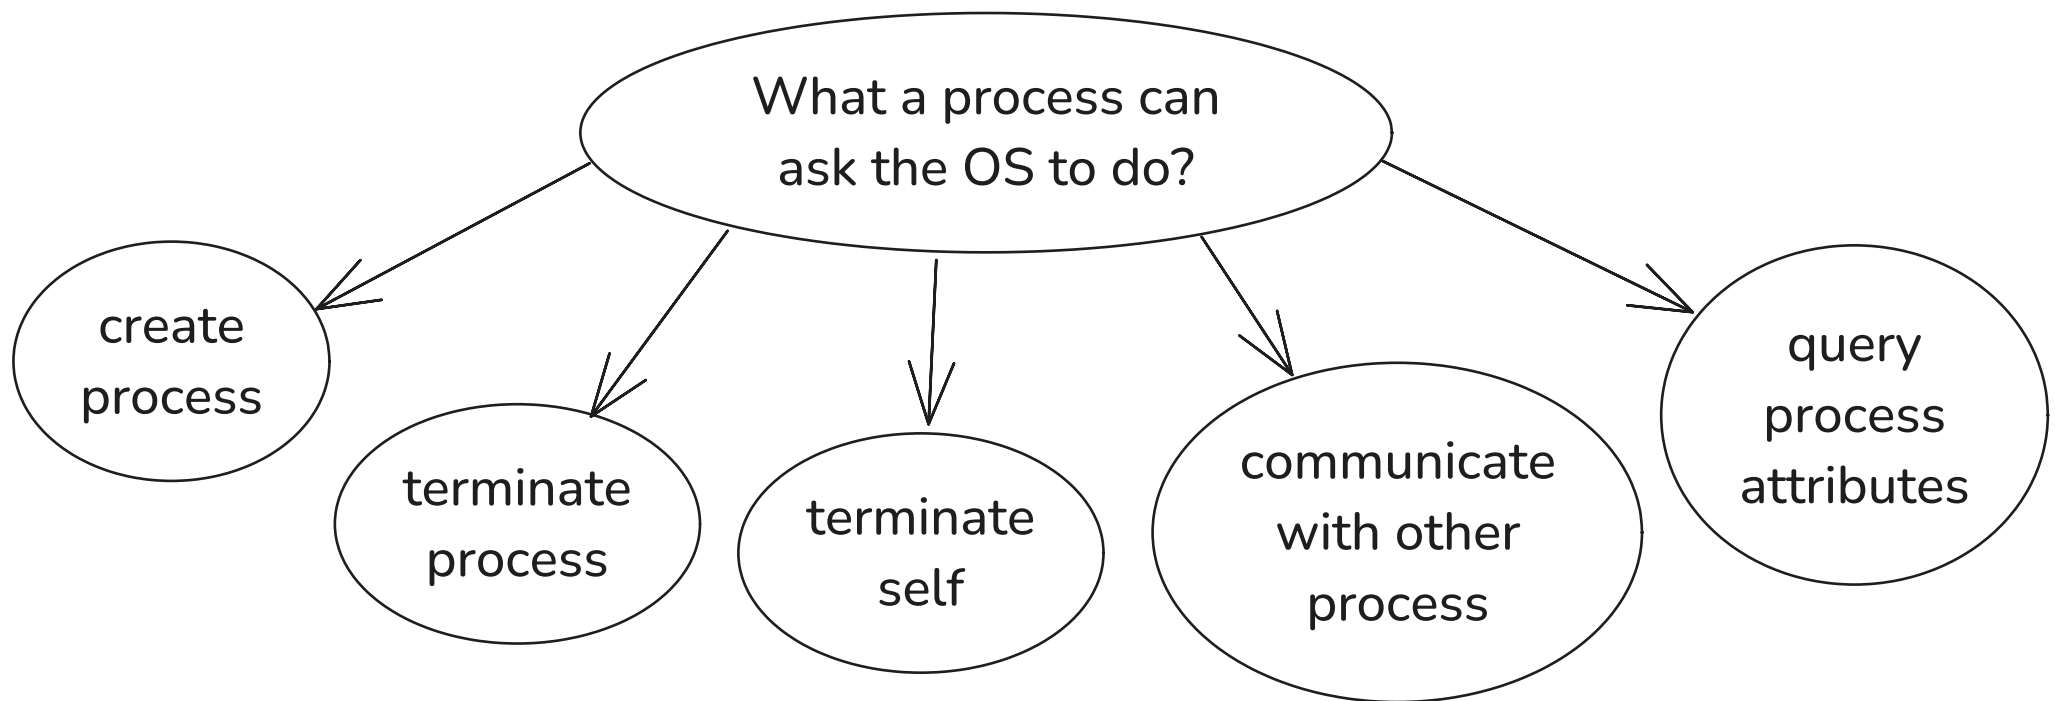 What a process can
ask the OS to do?
create
process
terminate
process
terminate
self
communicate
with other
process
query
process
attributes